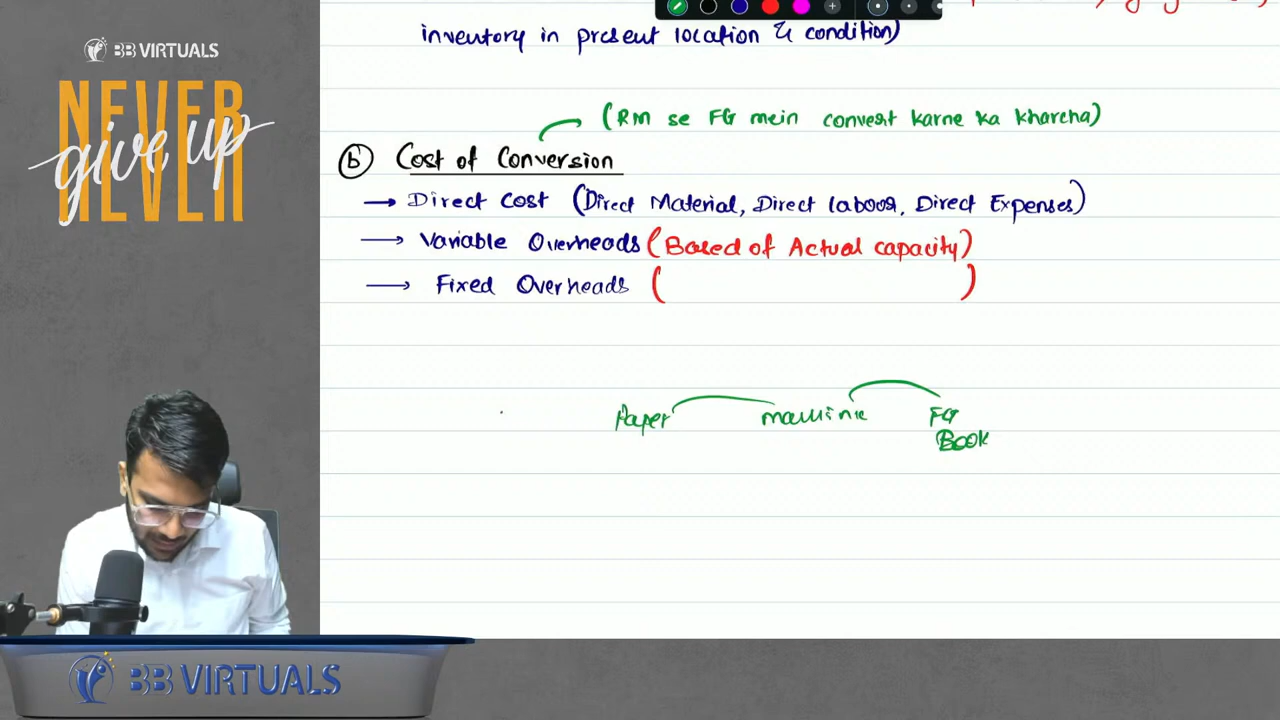 BB VIRTUALS
NEVER
give up
NEVER
inventory in present location & condition)
(RM se FG mein convert karne ka kharcha)
(b) Cost of Conversion
→ Direct Cost (Direct Material, Direct labour, Direct Expenses)
→ Variable Overheads (Based of Actual capacity)
→ Fixed Overheads ( )
Paper machine FG
Book
BB VIRTUALS